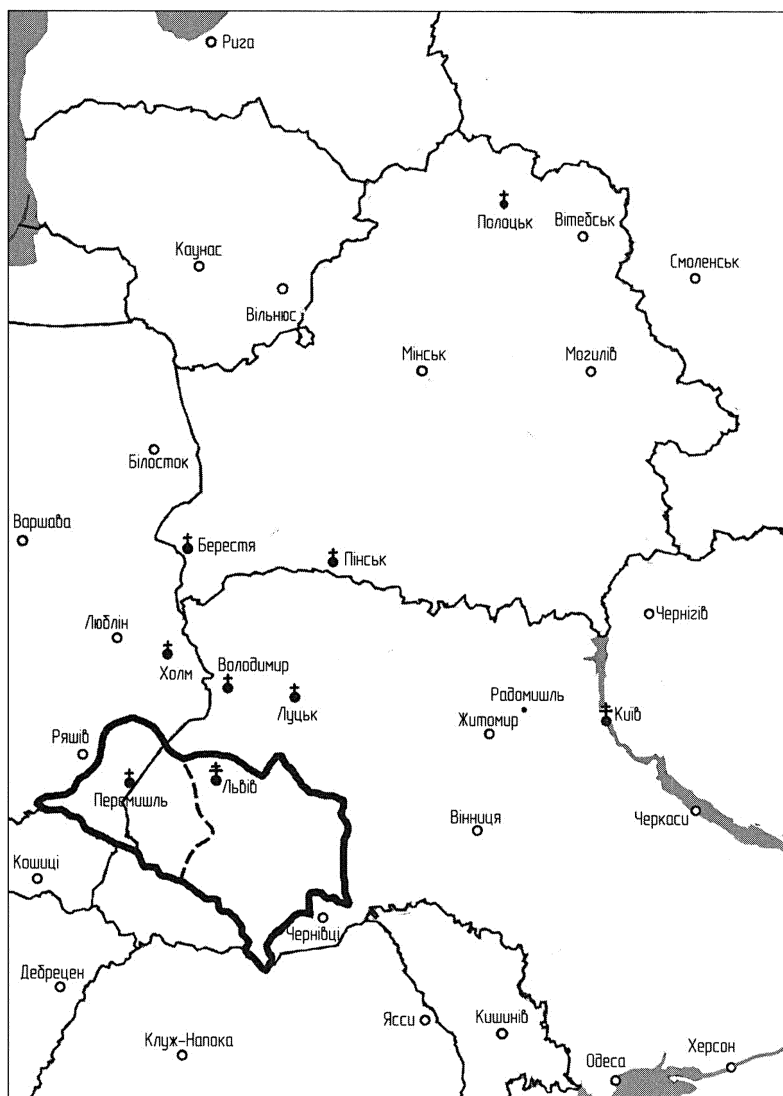 Рига
Полоцьк
Вітебськ
Каунас
Смоленськ
Вільнюс
Мінськ
Могилів
Білосток
Варшава
Берестя
Пінськ
Чернігів
Люблін
Холм
Володимир
Луцьк
Радомишль
Київ
Житомир
Ряшів
Перемишль
Львів
Вінниця
Черкаси
Кошиці
Чернівці
Дебрецен
Клуж-Напока
Ясси
Кишинів
Одеса
Херсон